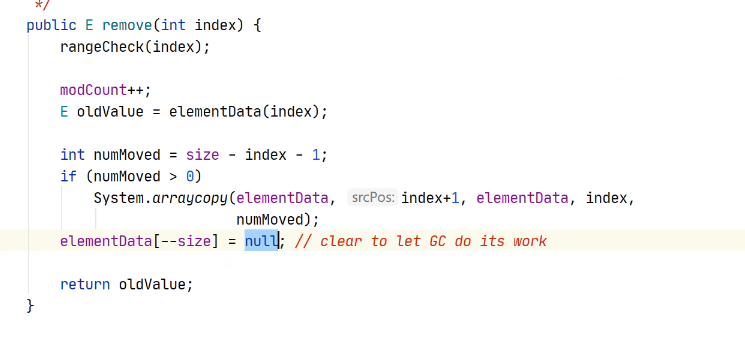 */
public E remove(int index) {
rangeCheck(index);
modCount++;
E oldValue = elementData(index);
int numMoved = size - index - 1;
if (numMoved > 0)
System.arraycopy(elementData, srcPos: index+1, elementData, index,
numMoved);
elementData[--size] = null; // clear to let GC do its work
return oldValue;
}